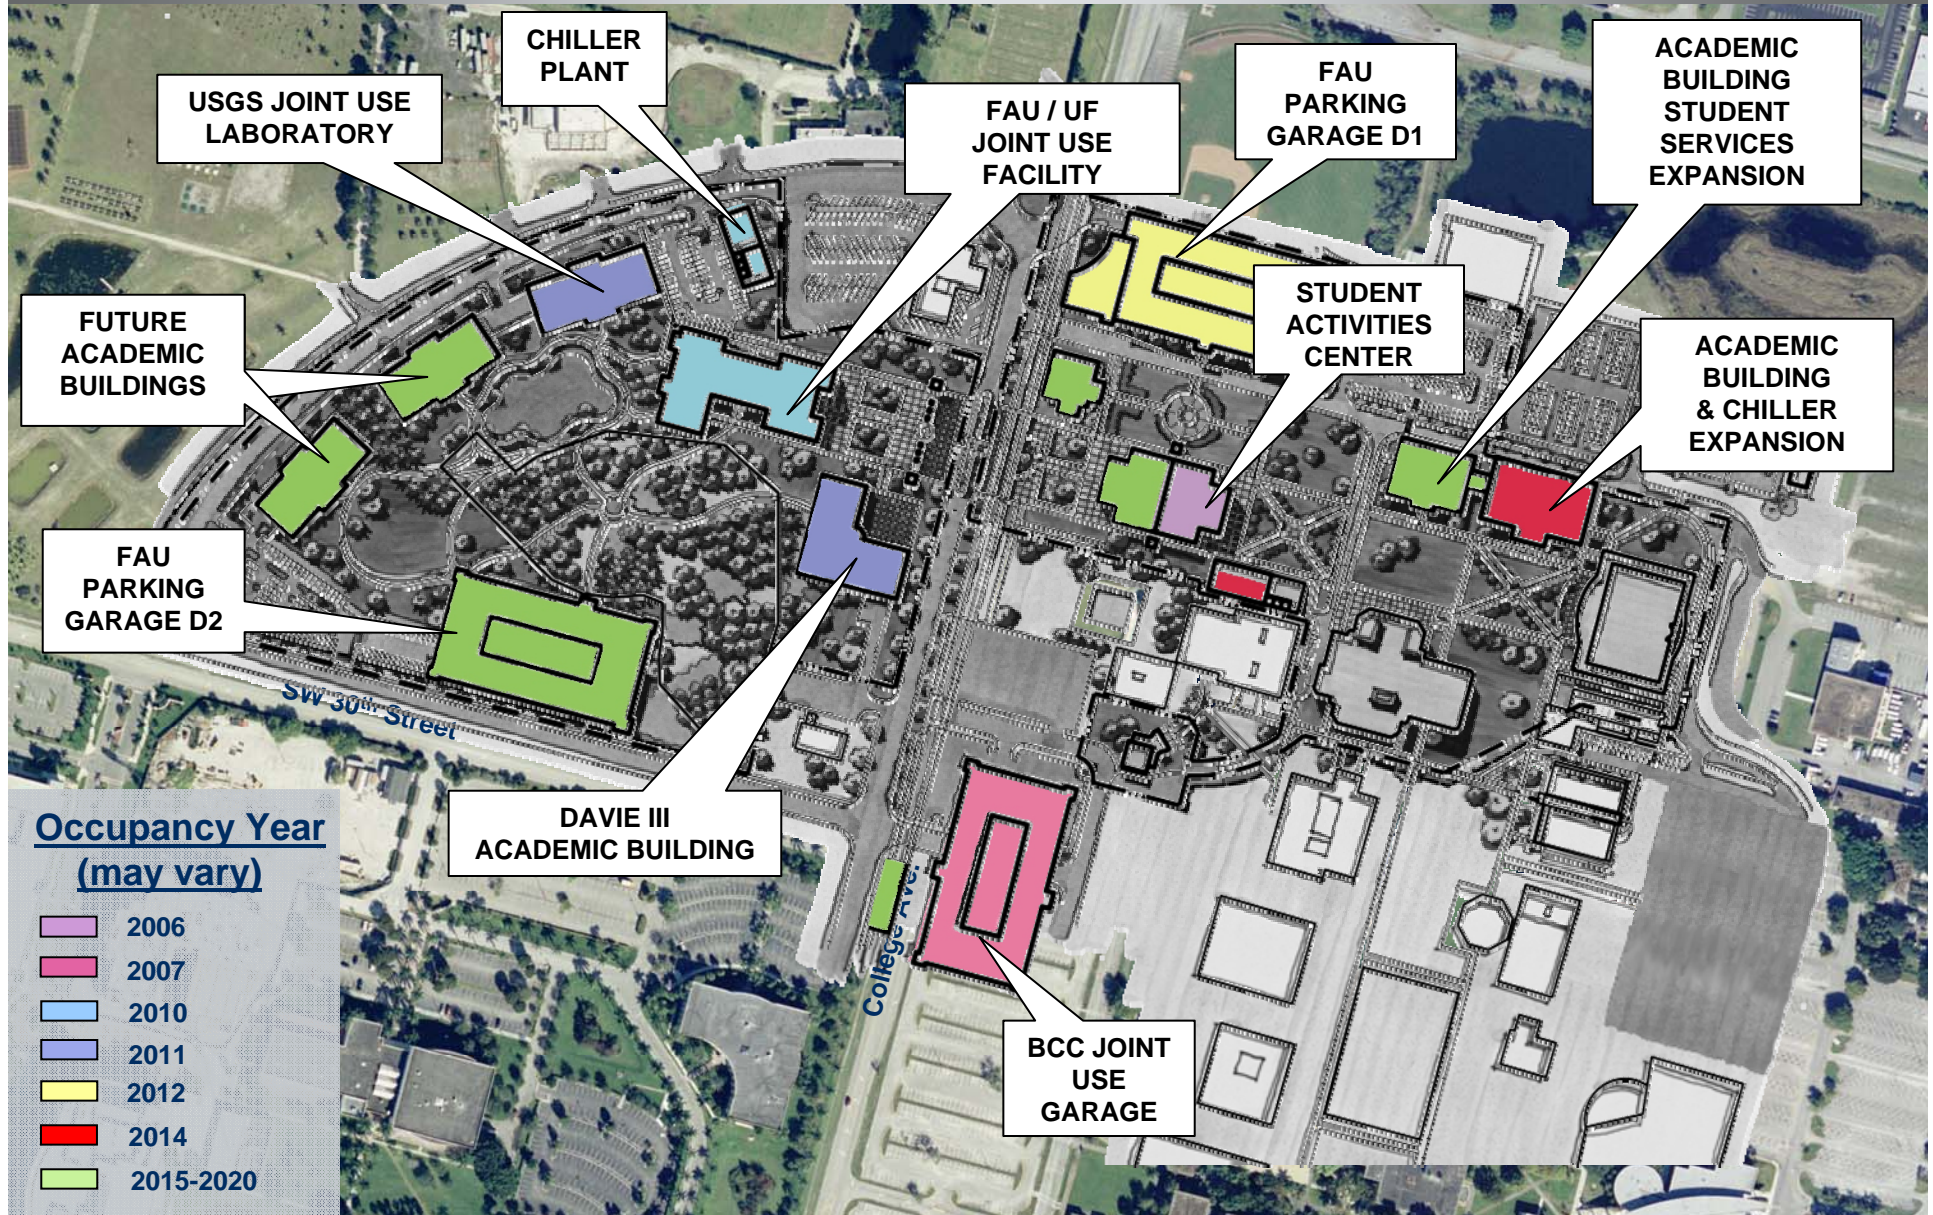 CHILLER
PLANT
USGS JOINT USE
LABORATORY
FAU / UF
JOINT USE
FACILITY
FAU
PARKING
GARAGE D1
ACADEMIC
BUILDING
STUDENT
SERVICES
EXPANSION
FUTURE
ACADEMIC
BUILDINGS
STUDENT
ACTIVITIES
CENTER
ACADEMIC
BUILDING
& CHILLER
EXPANSION
FAU
PARKING
GARAGE D2
SW 30th Street
DAVIE III
ACADEMIC BUILDING
College Ave.
BCC JOINT
USE
GARAGE
Occupancy Year
(may vary)
2006
2007
2010
2011
2012
2014
2015-2020